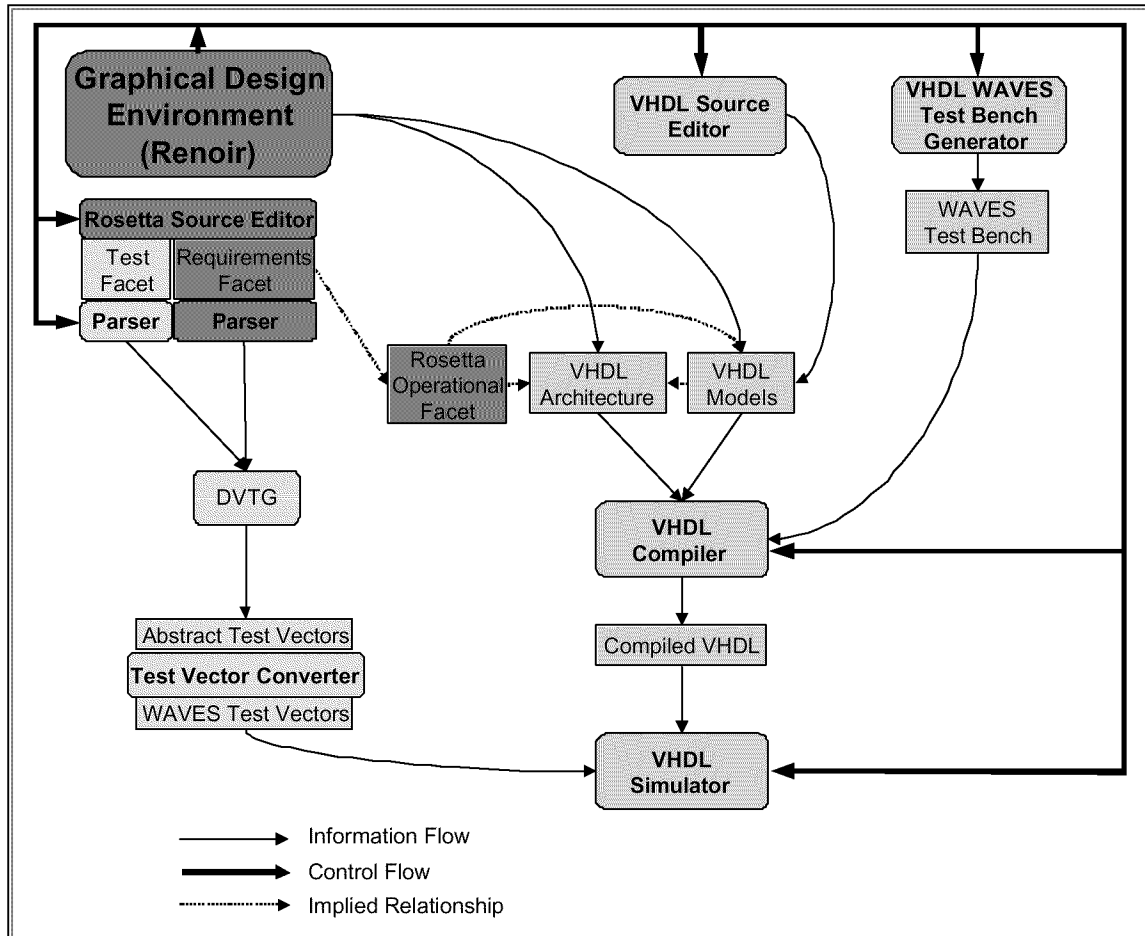 Graphical Design
Environment
(Renoir)
VHDL Source
Editor
VHDL WAVES
Test Bench
Generator
WAVES
Test Bench
Rosetta Source Editor
Test
Facet
Requirements
Facet
Parser
Parser
Rosetta
Operational
Facet
VHDL
Architecture
VHDL
Models
DVTG
VHDL
Compiler
Abstract Test Vectors
Test Vector Converter
WAVES Test Vectors
Compiled VHDL
VHDL
Simulator
Information Flow
Control Flow
Implied Relationship